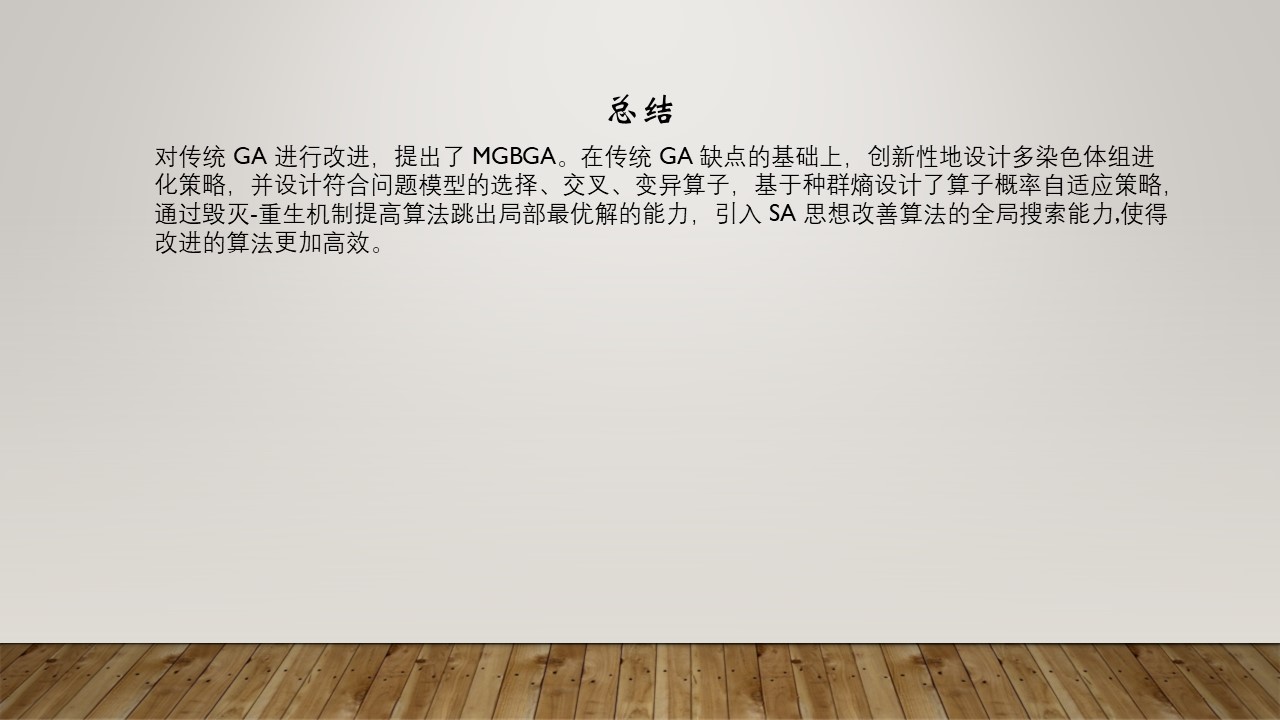 总结
对传统 GA 进行改进，提出了 MGBGA。在传统 GA 缺点的基础上，创新性地设计多染色体组进
化策略，并设计符合问题模型的选择、交叉、变异算子，基于种群熵设计了算子概率自适应策略，
通过毁灭-重生机制提高算法跳出局部最优解的能力，引入 SA 思想改善算法的全局搜索能力,使得
改进的算法更加高效。